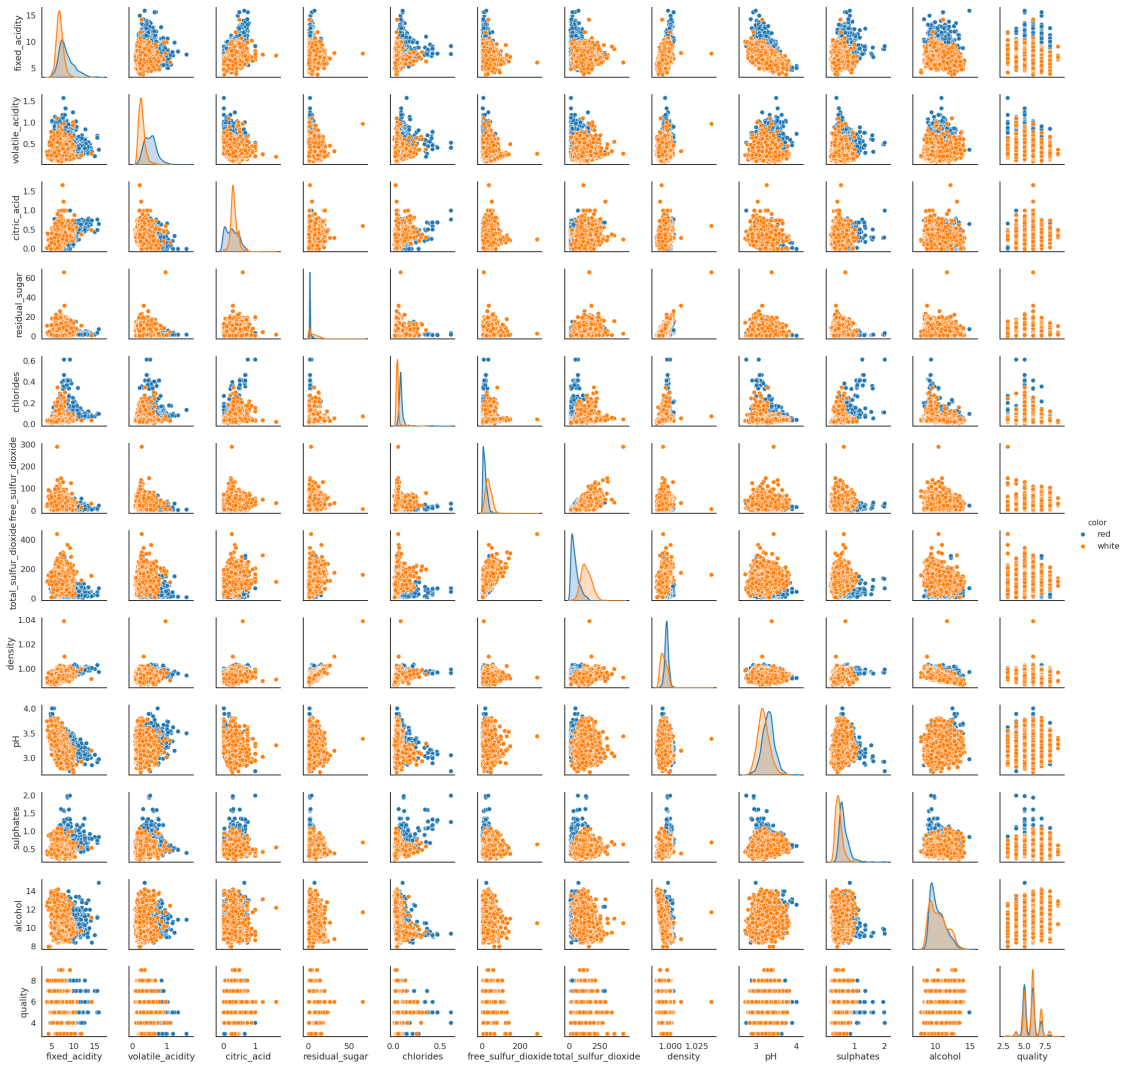 fixed_acidity
15
10
5
volatile_acidity
1.5
1.0
0.5
citric_acid
1.5
1.0
0.5
0.0
residual_sugar
60
40
20
0
chlorides
0.6
0.4
0.2
0.0
free_sulfur_dioxide
300
200
100
0
total_sulfur_dioxide
400
200
0
color
red
white
density
1.04
1.02
1.00
pH
4.0
3.5
3.0
sulphates
2.0
1.5
1.0
0.5
alcohol
14
12
10
8
quality
8
6
4
5 10 15 0 1 0 1 0 50 0.0 0.5 0 200 0 250 1.000 1.025 3 4 1 2 10 15 2.5 5.0 7.5
fixed_acidity volatile_acidity citric_acid residual_sugar chlorides free_sulfur_dioxide total_sulfur_dioxide density pH sulphates alcohol quality